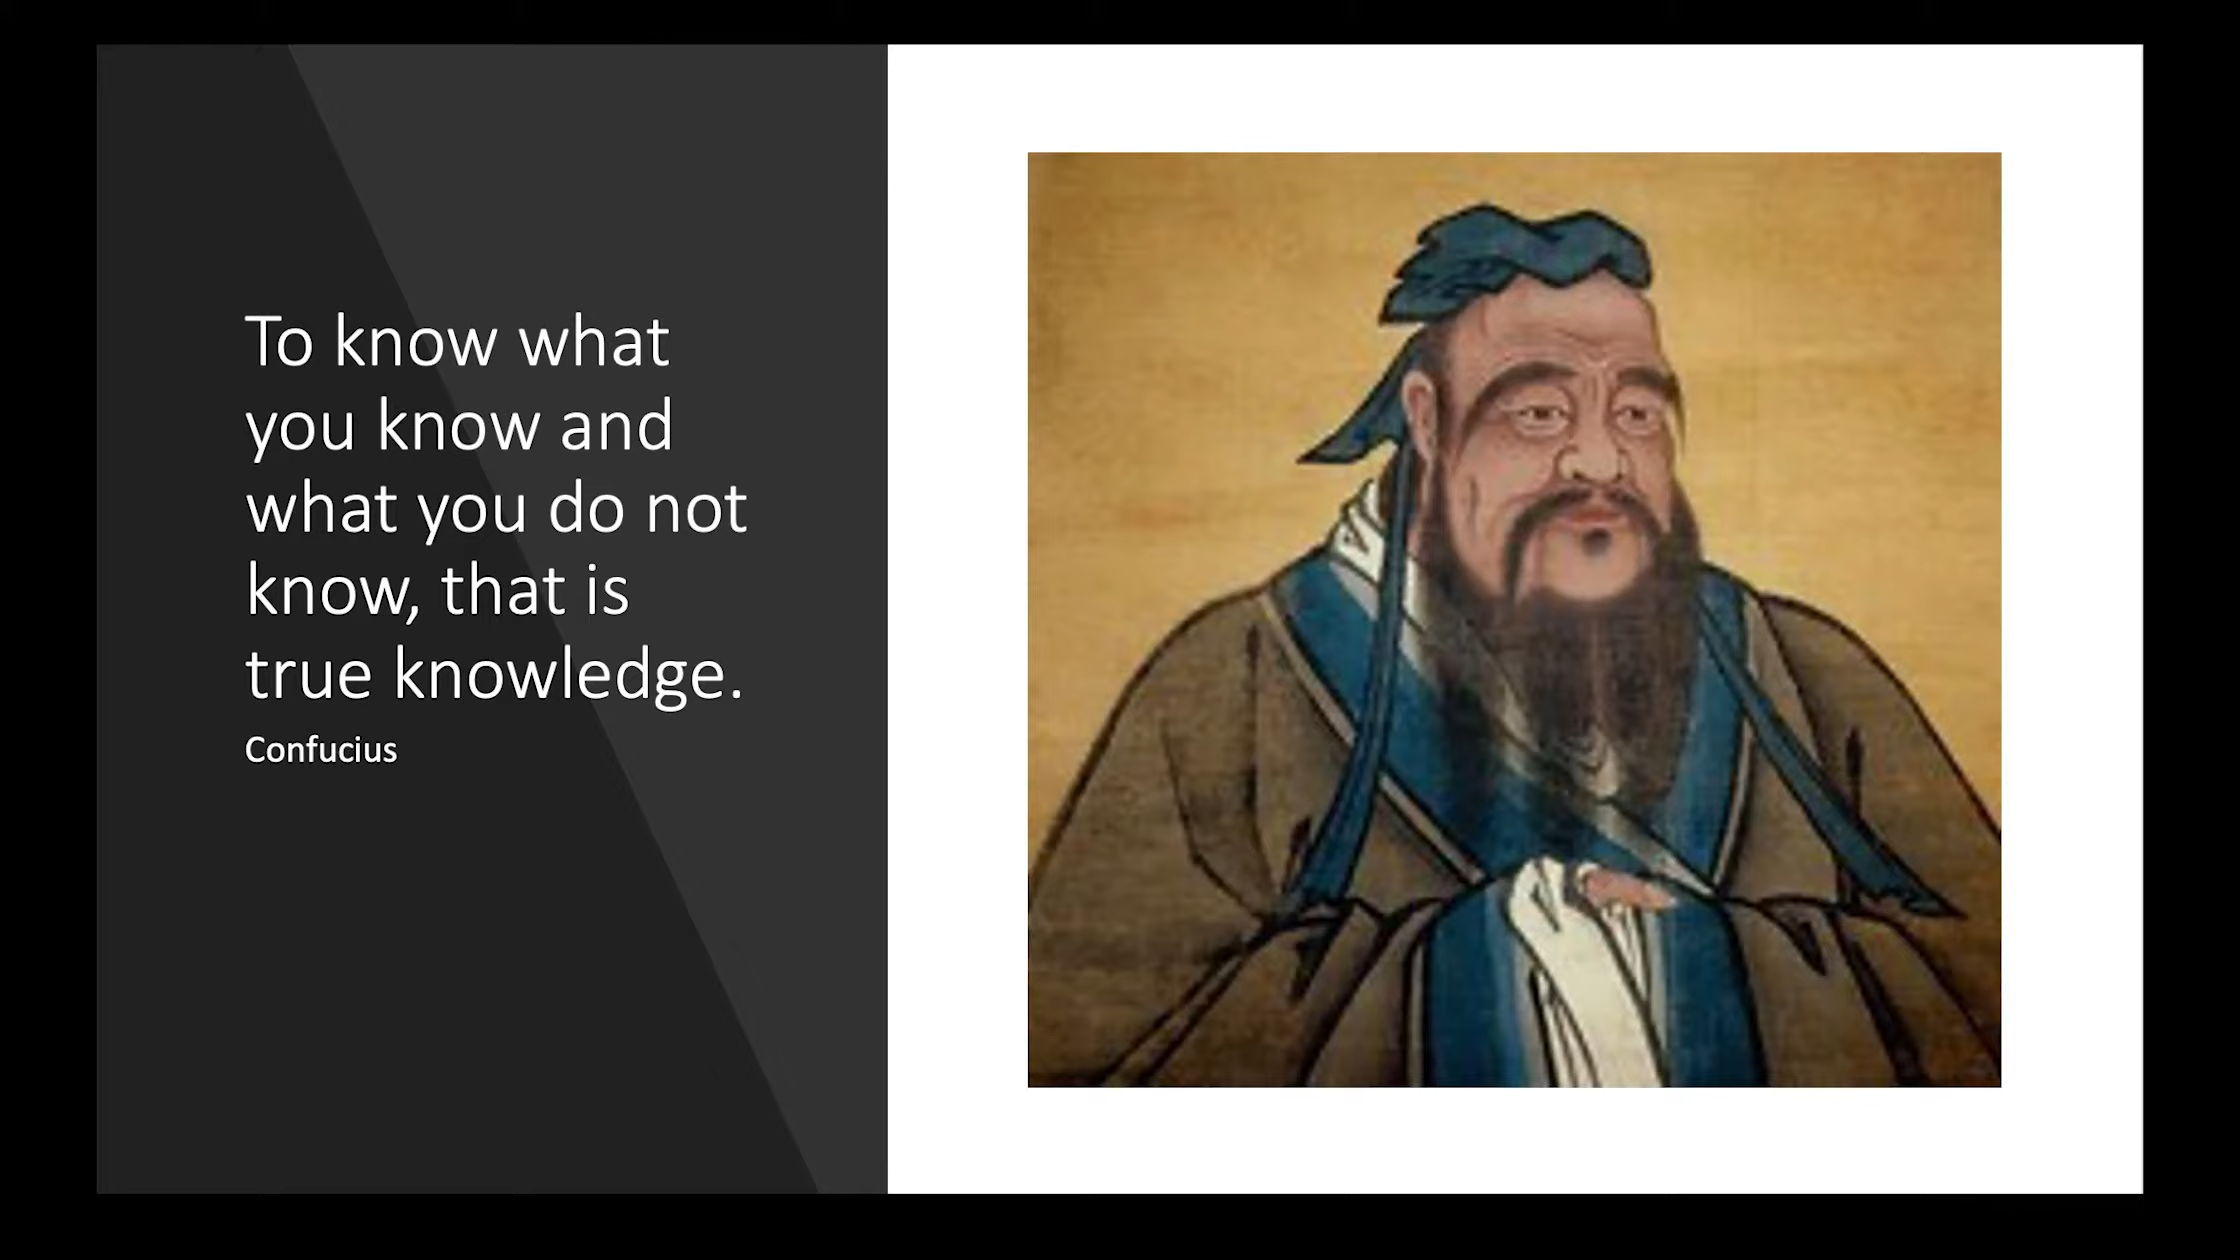 To know what
you know and
what you do not
know, that is
true knowledge.
Confucius